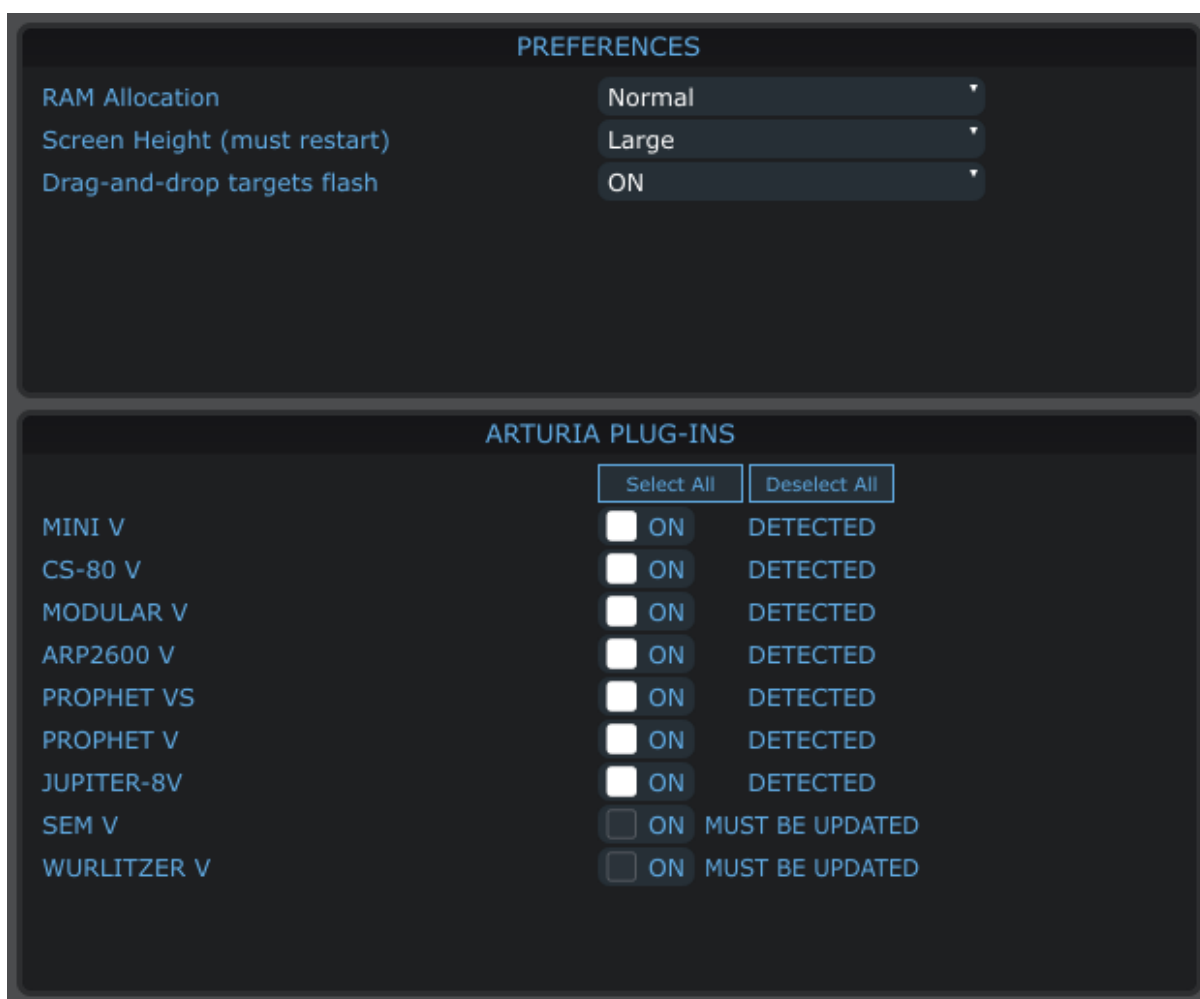 PREFERENCES
RAM Allocation Normal
Screen Height (must restart) Large
Drag-and-drop targets flash ON
ARTURIA PLUG-INS
Select All Deselect All
MINI V ON DETECTED
CS-80 V ON DETECTED
MODULAR V ON DETECTED
ARP2600 V ON DETECTED
PROPHET VS ON DETECTED
PROPHET V ON DETECTED
JUPITER-8V ON DETECTED
SEM V ON MUST BE UPDATED
WURLITZER V ON MUST BE UPDATED